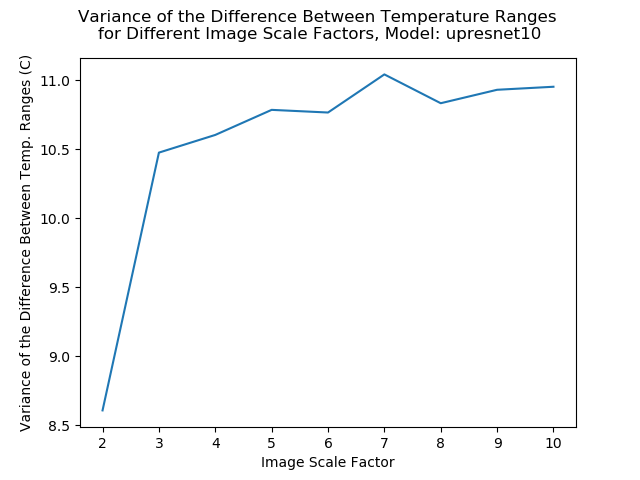 Variance of the Difference Between Temperature Ranges
for Different Image Scale Factors, Model: upresnet10
Variance of the Difference Between Temp. Ranges (C)
11.0
10.5
10.0
9.5
9.0
8.5
2 3 4 5 6 7 8 9 10
Image Scale Factor